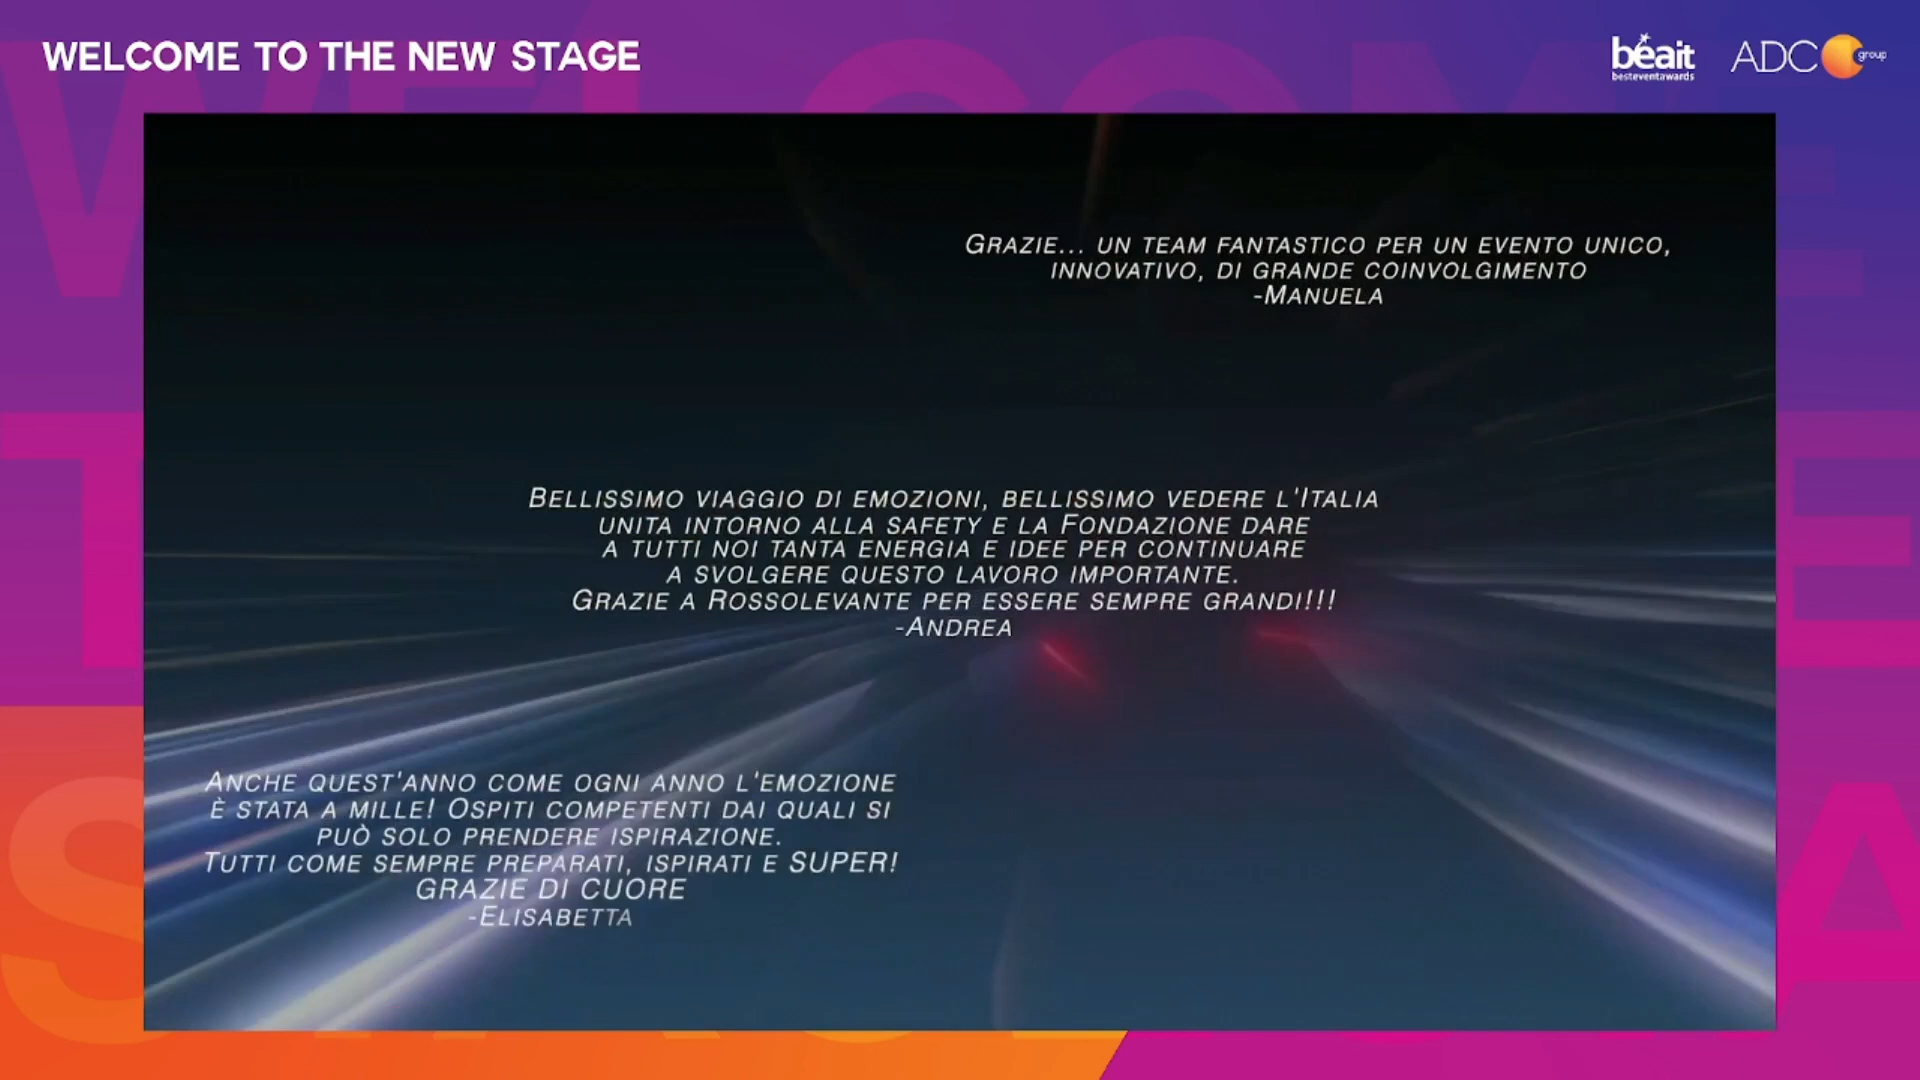 WELCOME TO THE NEW STAGE
béait
besteventawards
ADC group
GRAZIE... UN TEAM FANTASTICO PER UN EVENTO UNICO,
INNOVATIVO, DI GRANDE COINVOLGIMENTO
-MANUELA
BELLISSIMO VIAGGIO DI EMOZIONI, BELLISSIMO VEDERE L'ITALIA
UNITA INTORNO ALLA SAFETY E LA FONDAZIONE DARE
A TUTTI NOI TANTA ENERGIA E IDEE PER CONTINUARE
A SVOLGERE QUESTO LAVORO IMPORTANTE.
GRAZIE A ROSSOLEVANTE PER ESSERE SEMPRE GRANDI!!!
-ANDREA
ANCHE QUEST'ANNO COME OGNI ANNO L'EMOZIONE
È STATA A MILLE! OSPITI COMPETENTI DAI QUALI SI
PUÒ SOLO PRENDERE ISPIRAZIONE.
TUTTI COME SEMPRE PREPARATI, ISPIRATI E SUPER!
GRAZIE DI CUORE
-ELISABETTA